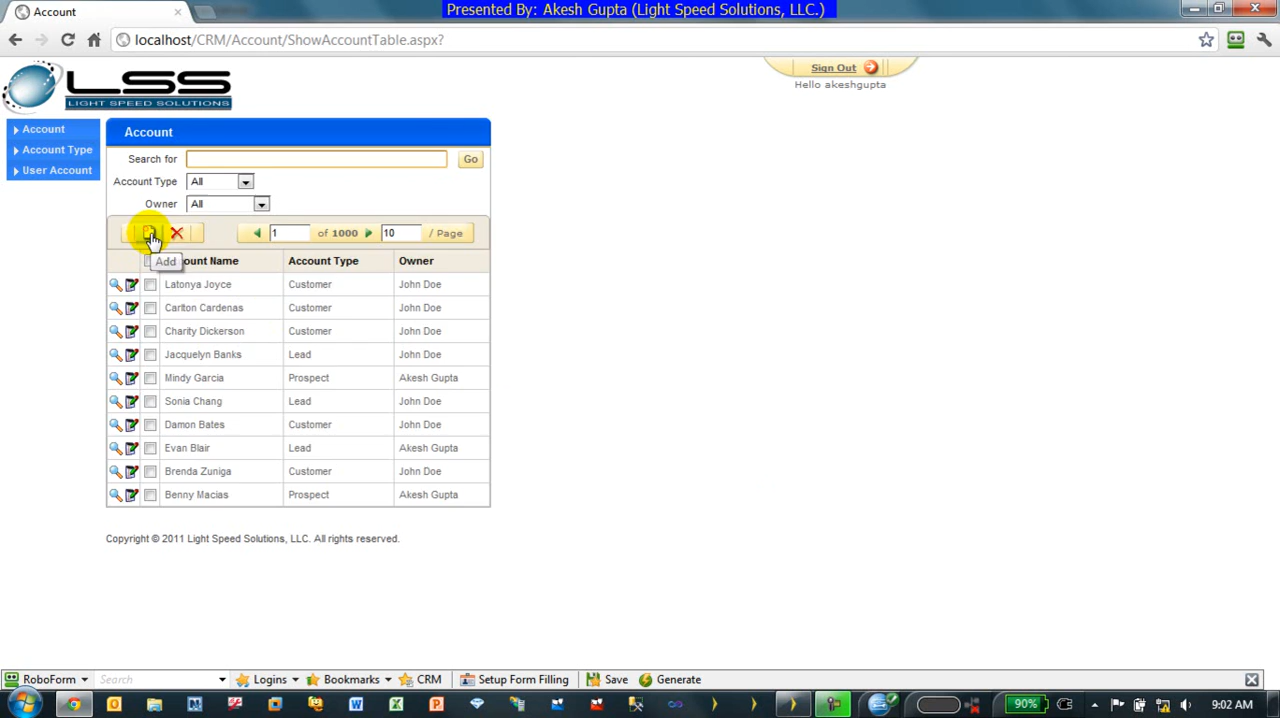 Account
Presented By: Akesh Gupta (Light Speed Solutions, LLC.)
localhost/CRM/Account/ShowAccountTable.aspx?
LSS
LIGHT SPEED SOLUTIONS
Sign Out
Hello akeshgupta
Account
Account Type
User Account
Account
Search for
Go
Account Type All
Owner All
1 of 1000 10 / Page
Add
ount Name Account Type Owner
Latonya Joyce Customer John Doe
Carlton Cardenas Customer John Doe
Charity Dickerson Customer John Doe
Jacquelyn Banks Lead John Doe
Mindy Garcia Prospect Akesh Gupta
Sonia Chang Lead John Doe
Damon Bates Customer John Doe
Evan Blair Lead Akesh Gupta
Brenda Zuniga Customer John Doe
Benny Macias Prospect Akesh Gupta
Copyright © 2011 Light Speed Solutions, LLC. All rights reserved.
RoboForm Search Logins Bookmarks CRM Setup Form Filling Save Generate
90% 9:02 AM